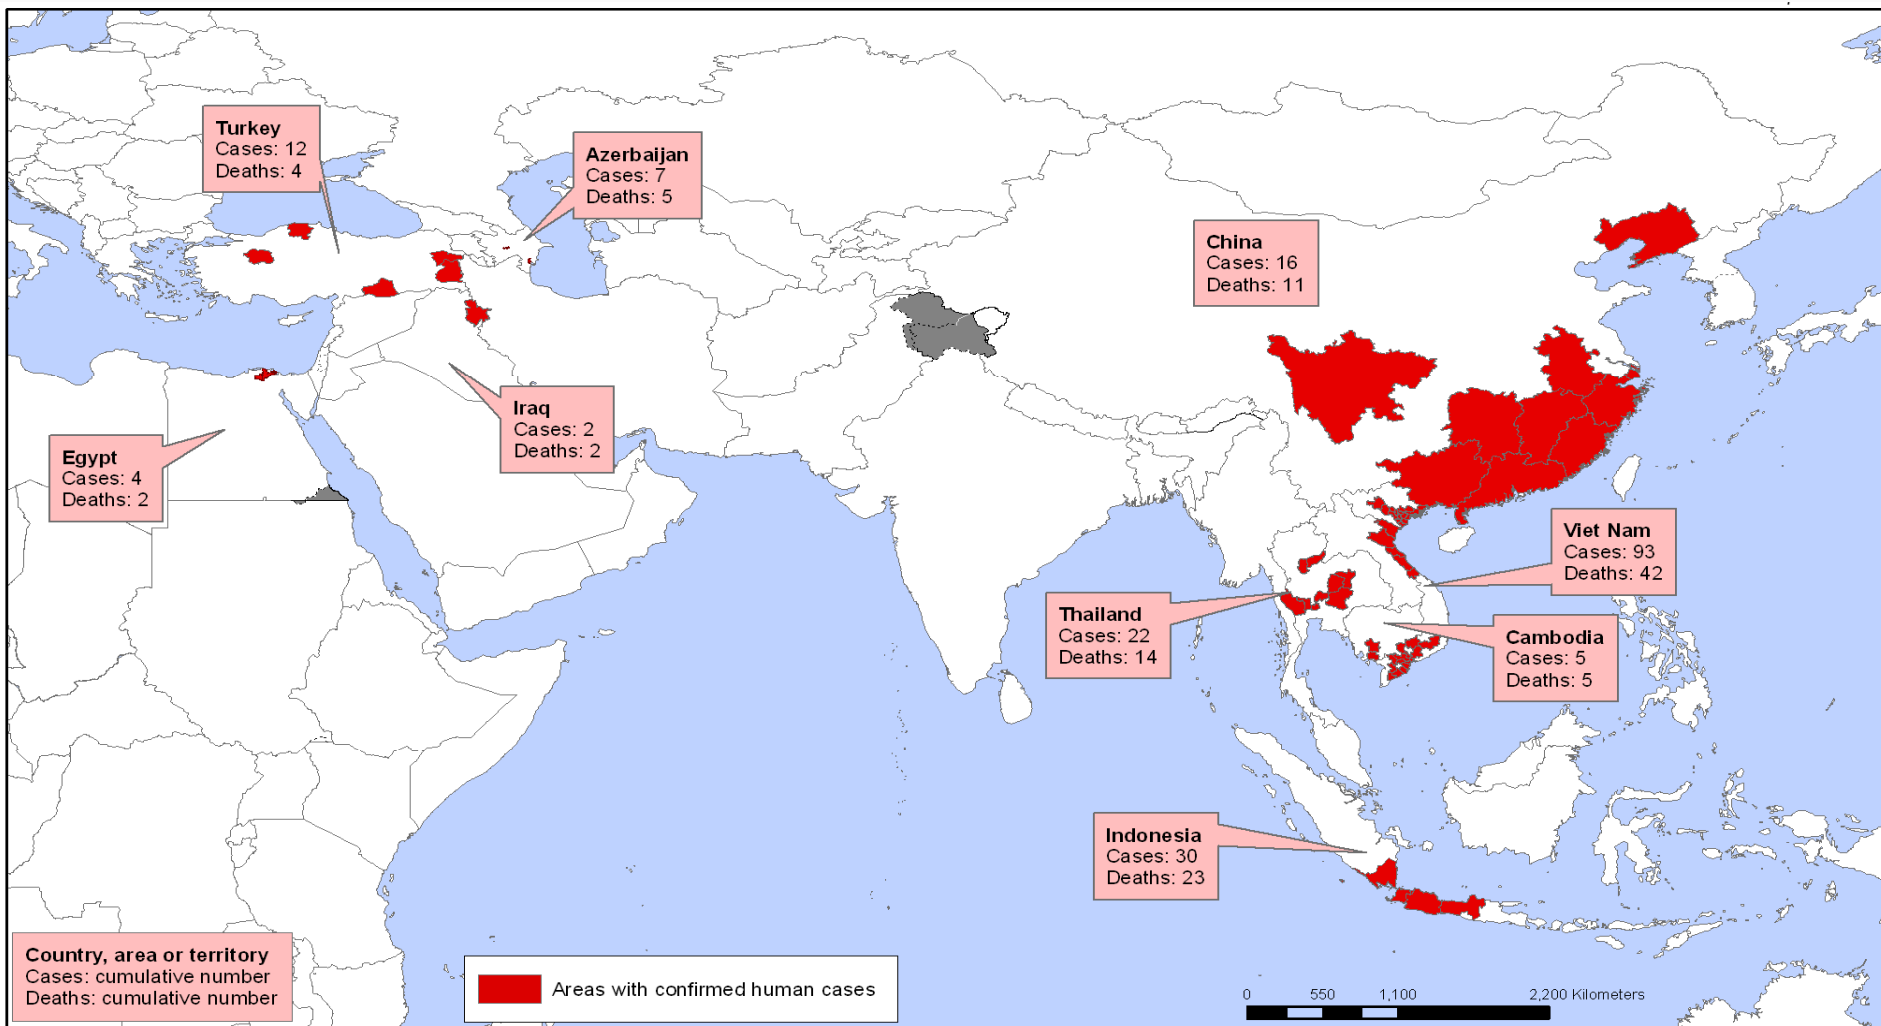 Turkey
Cases: 12
Deaths: 4
Azerbaijan
Cases: 7
Deaths: 5
China
Cases: 16
Deaths: 11
Iraq
Cases: 2
Deaths: 2
Egypt
Cases: 4
Deaths: 2
Viet Nam
Cases: 93
Deaths: 42
Thailand
Cases: 22
Deaths: 14
Cambodia
Cases: 5
Deaths: 5
Indonesia
Cases: 30
Deaths: 23
Country, area or territory
Cases: cumulative number
Deaths: cumulative number
Areas with confirmed human cases
0 550 1,100 2,200 Kilometers